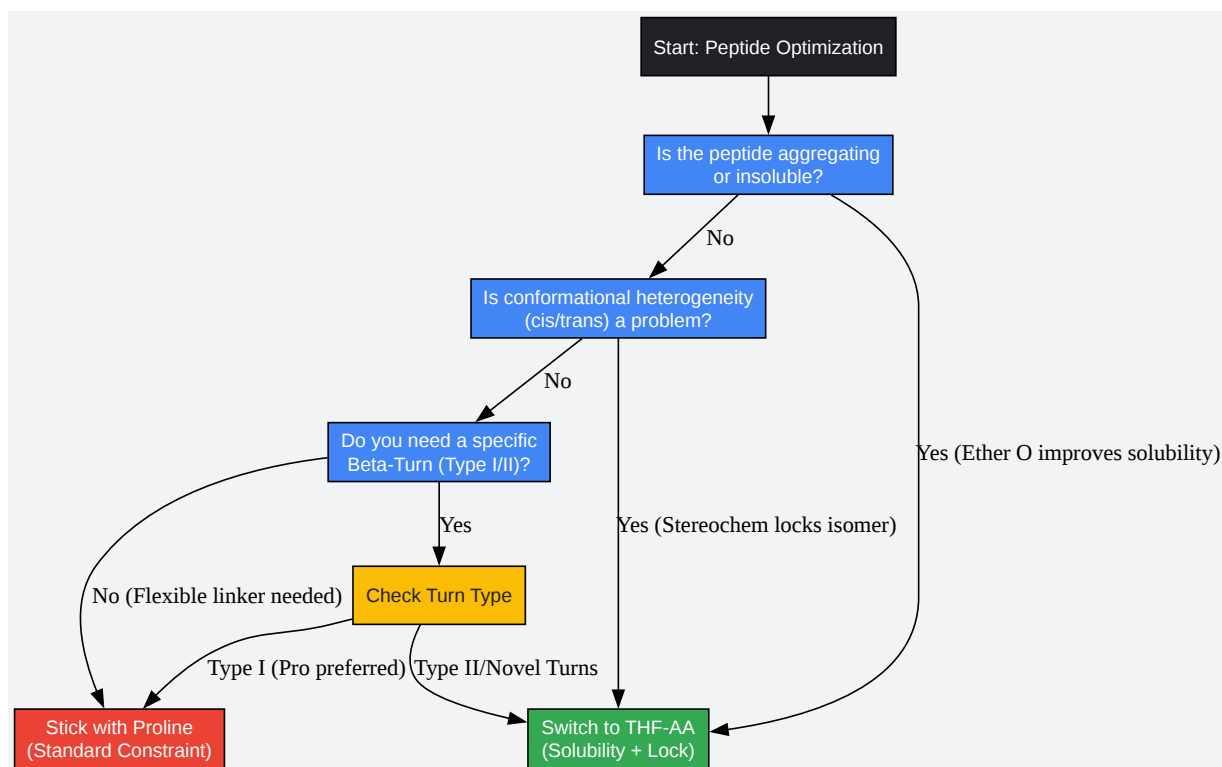 Start: Peptide Optimization
Is the peptide aggregating
or insoluble?
No
Is conformational heterogeneity
(cis/trans) a problem?
No
Do you need a specific
Beta-Turn (Type I/II)?
Yes (Ether O improves solubility)
Yes
Yes (Stereochem locks isomer)
Check Turn Type
No (Flexible linker needed)
Type I (Pro preferred)
Type II/Novel Turns
Stick with Proline
(Standard Constraint)
Switch to THF-AA
(Solubility + Lock)